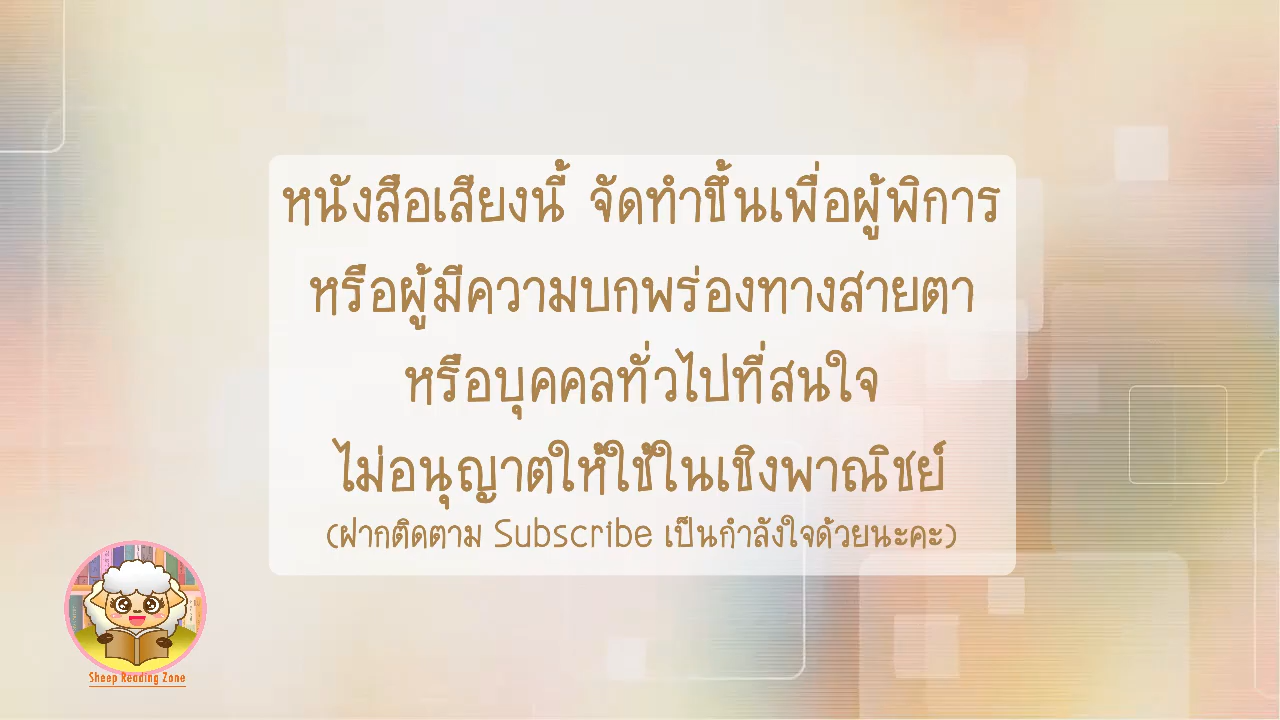 หนังสือเสียงนี้ จัดทำขึ้นเพื่อผู้พิการ
หรือผู้มีความบกพร่องทางสายตา
หรือบุคคลทั่วไปที่สนใจ
ไม่อนุญาตให้ใช้ในเชิงพาณิชย์
(ฝากติดตาม Subscribe เป็นกำลังใจด้วยนะคะ)
Sheep Reading Zone